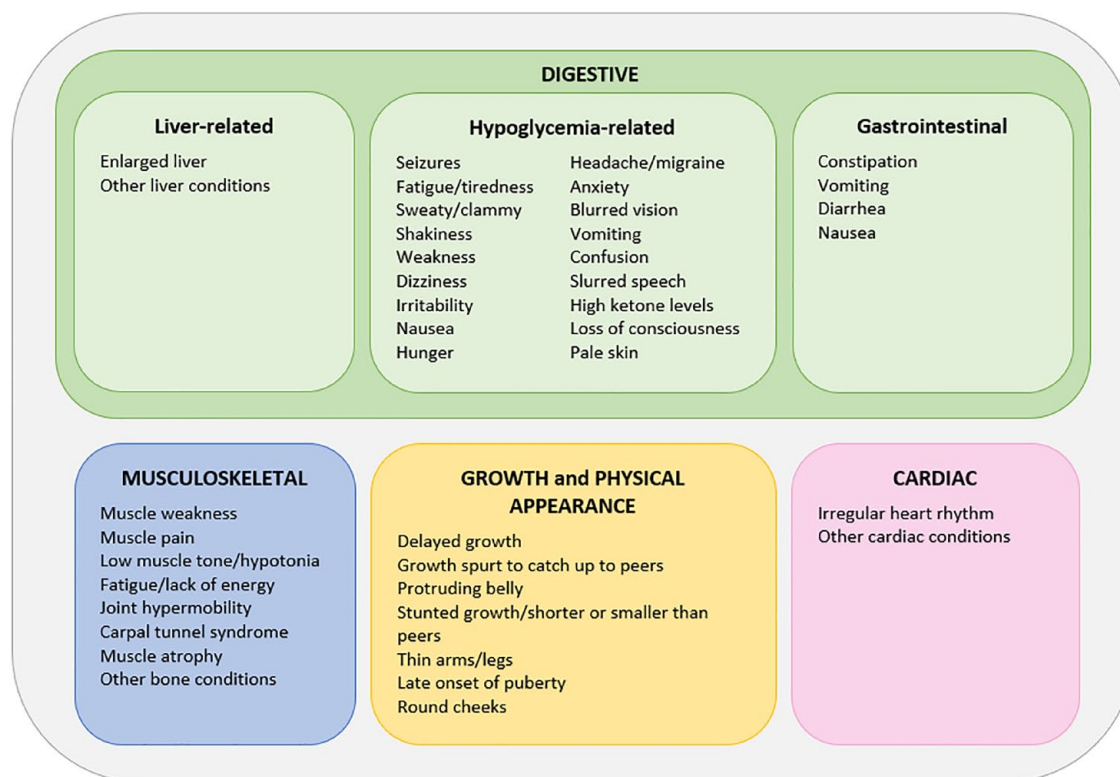 DIGESTIVE
Liver-related
Enlarged liver
Other liver conditions
Hypoglycemia-related
Seizures
Fatigue/tiredness
Sweaty/clammy
Shakiness
Weakness
Dizziness
Irritability
Nausea
Hunger
Headache/migraine
Anxiety
Blurred vision
Vomiting
Confusion
Slurred speech
High ketone levels
Loss of consciousness
Pale skin
Gastrointestinal
Constipation
Vomiting
Diarrhea
Nausea
MUSCULOSKELETAL
Muscle weakness
Muscle pain
Low muscle tone/hypotonia
Fatigue/lack of energy
Joint hypermobility
Carpal tunnel syndrome
Muscle atrophy
Other bone conditions
GROWTH and PHYSICAL
APPEARANCE
Delayed growth
Growth spurt to catch up to peers
Protruding belly
Stunted growth/shorter or smaller than
peers
Thin arms/legs
Late onset of puberty
Round cheeks
CARDIAC
Irregular heart rhythm
Other cardiac conditions